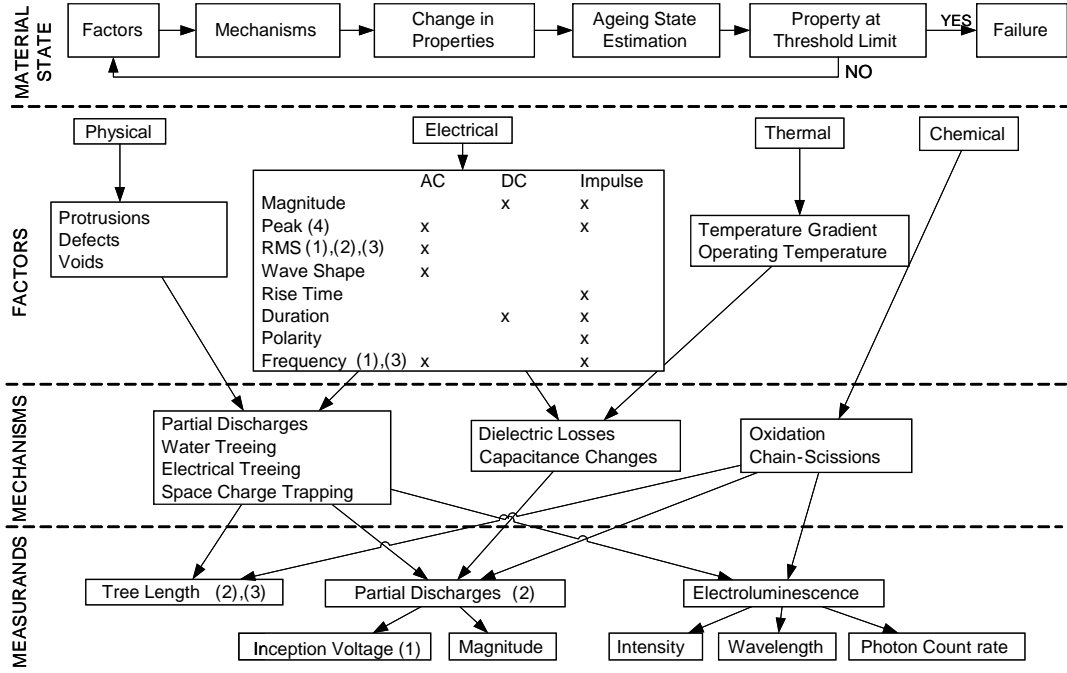 MATERIAL
STATE
Factors
Mechanisms
Change in
Properties
Ageing State
Estimation
Property at
Threshold Limit
YES
Failure
NO
FACTORS
Physical
Electrical
Thermal
Chemical
Protrusions
Defects
Voids
AC DC Impulse
Magnitude x x
Peak (4) x x
RMS (1),(2),(3) x
Wave Shape x
Rise Time x
Duration x x
Polarity x
Frequency (1),(3) x x
Temperature Gradient
Operating Temperature
MECHANISMS
Partial Discharges
Water Treeing
Electrical Treeing
Space Charge Trapping
Dielectric Losses
Capacitance Changes
Oxidation
Chain-Scissions
MEASURANDS
Tree Length (2),(3)
Partial Discharges (2)
Electroluminescence
Inception Voltage (1)
Magnitude
Intensity
Wavelength
Photon Count rate